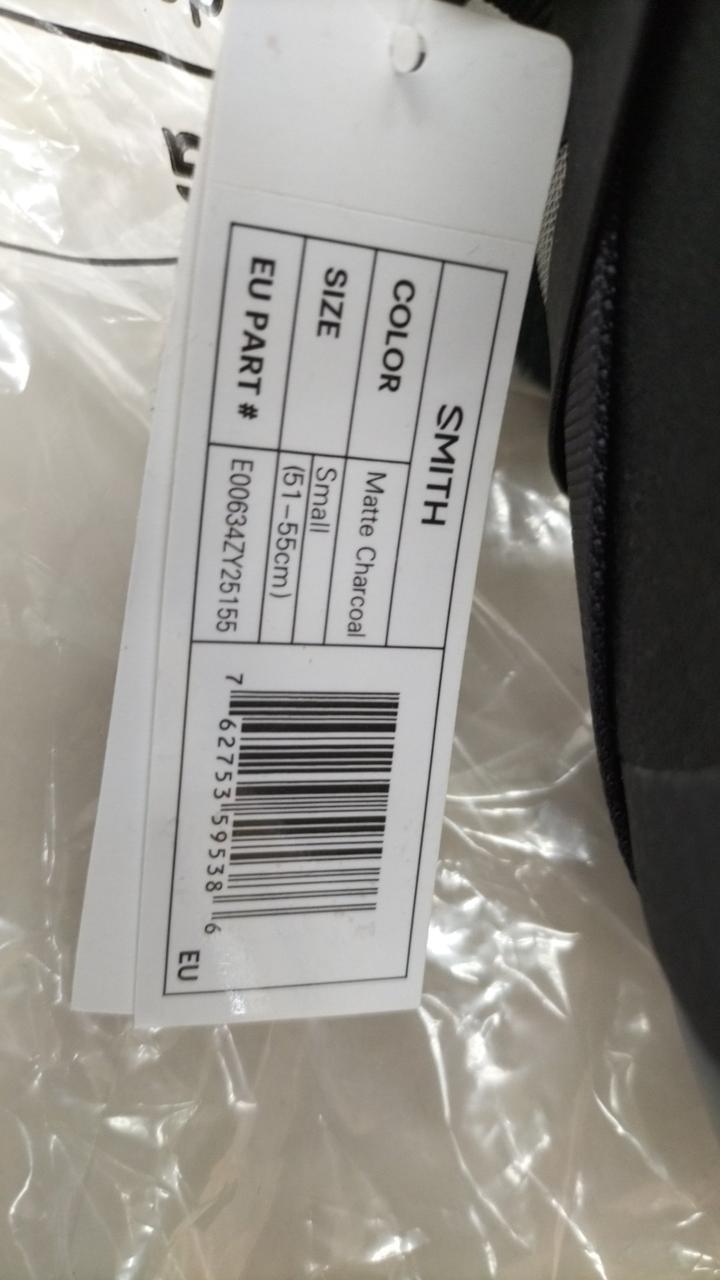 SMITH
COLOR Matte Charcoal
SIZE Small
(51-55cm)
EU PART # E00634ZY25155
7 62753 59538 6
EU